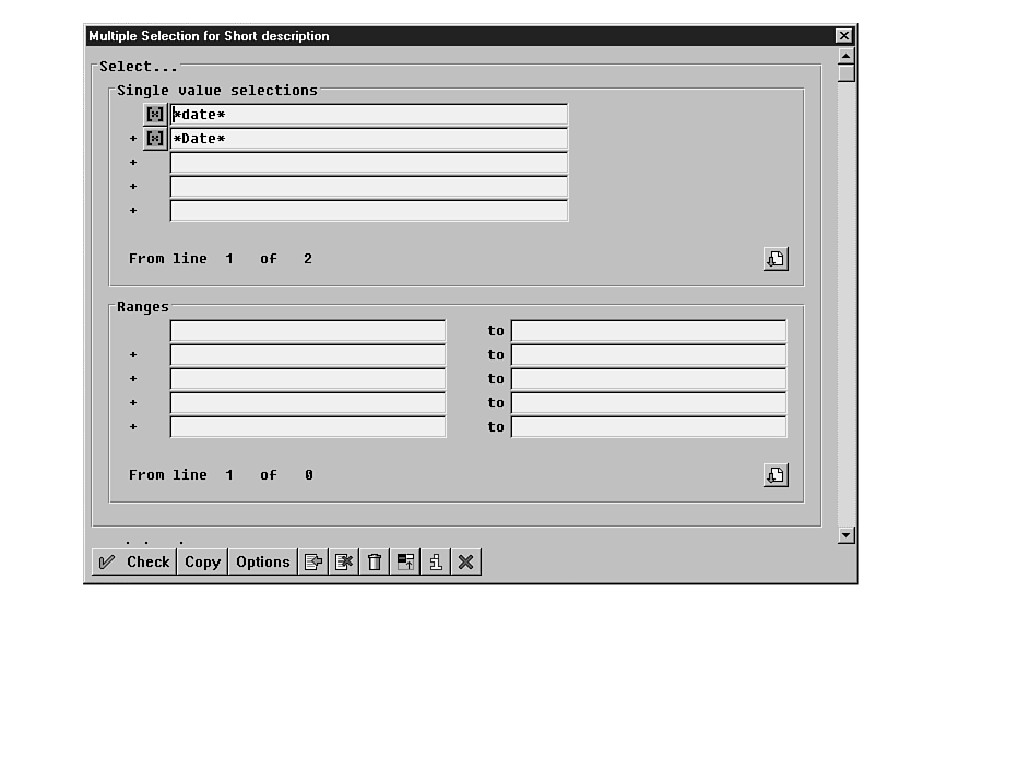 Multiple Selection for Short description
Select...
Single value selections
*date*
+ *Date*
+
+
+
From line 1 of 2
Ranges
to
+ to
+ to
+ to
+ to
From line 1 of 0
Check Copy Options